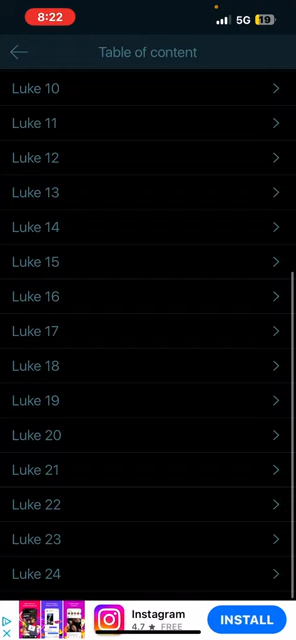 8:22
5G
19
Table of content
Luke 10
Luke 11
Luke 12
Luke 13
Luke 14
Luke 15
Luke 16
Luke 17
Luke 18
Luke 19
Luke 20
Luke 21
Luke 22
Luke 23
Luke 24
Instagram
4.7 ★ FREE
INSTALL